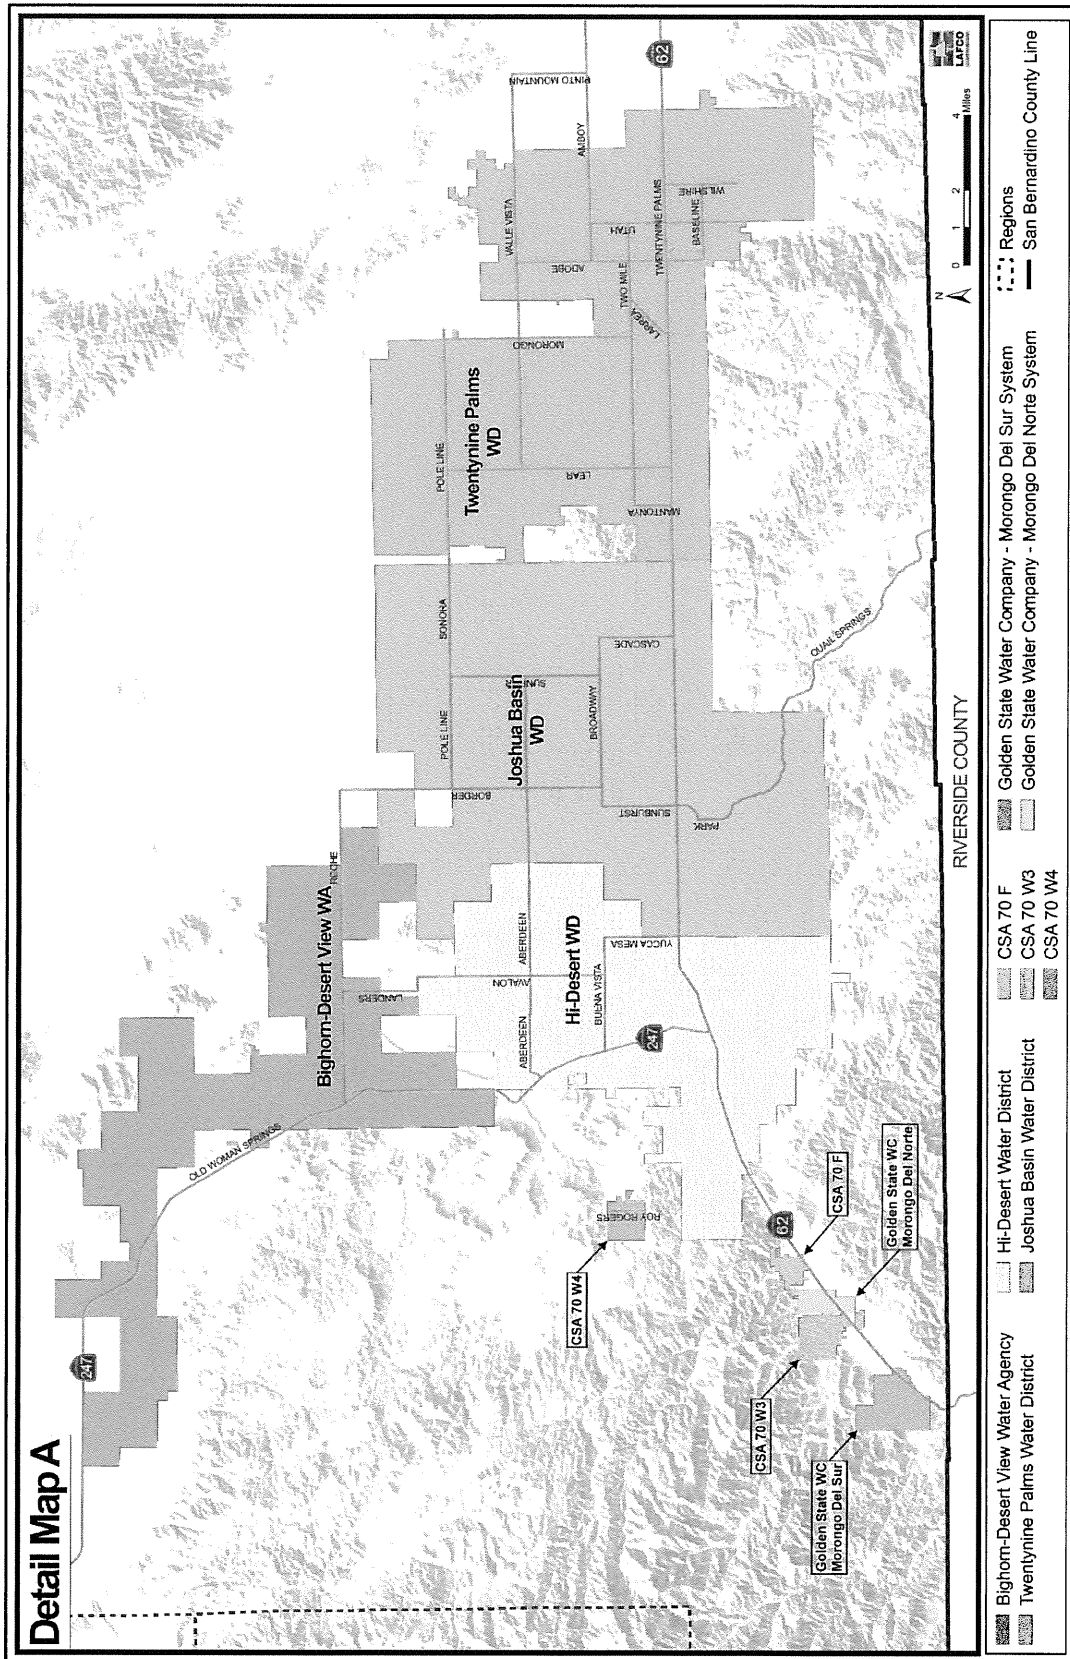 Detail Map A
247
OLD WOMAN SPRINGS
Bighorn-Desert View WA
RECHE
LANDERS
ABERDEEN
AVALON
ABERDEEN
Hi-Desert WD
BUENA VISTA
YUCCA MESA
247
POLE LINE
SONORA
BORDER
SUNFAIR
Joshua Basin
WD
BROADWAY
CASCADE
SUNBURST
PARK
QUAIL SPRINGS
POLE LINE
Twentynine Palms
WD
MORONGO
LEAR
MANTONYA
VALLE VISTA
PINTO MOUNTAIN
AMBOY
ADOBE
UTAH
TWO MILE
LARREA
TWENTYNINE PALMS
BASELINE
WILSHIRE
62
CSA 70 W4
ROY ROGERS
62
CSA 70 F
Golden State WC
Morongo Del Norte
CSA 70 W3
Golden State WC
Morongo Del Sur
RIVERSIDE COUNTY
N
0 1 2 4
Miles
LAFCO
Bighorn-Desert View Water Agency
Twentynine Palms Water District
Hi-Desert Water District
Joshua Basin Water District
CSA 70 F
CSA 70 W3
CSA 70 W4
Golden State Water Company - Morongo Del Sur System
Golden State Water Company - Morongo Del Norte System
Regions
San Bernardino County Line